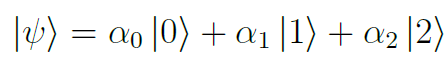 |ψ⟩ = α₀ |0⟩ + α₁ |1⟩ + α₂ |2⟩